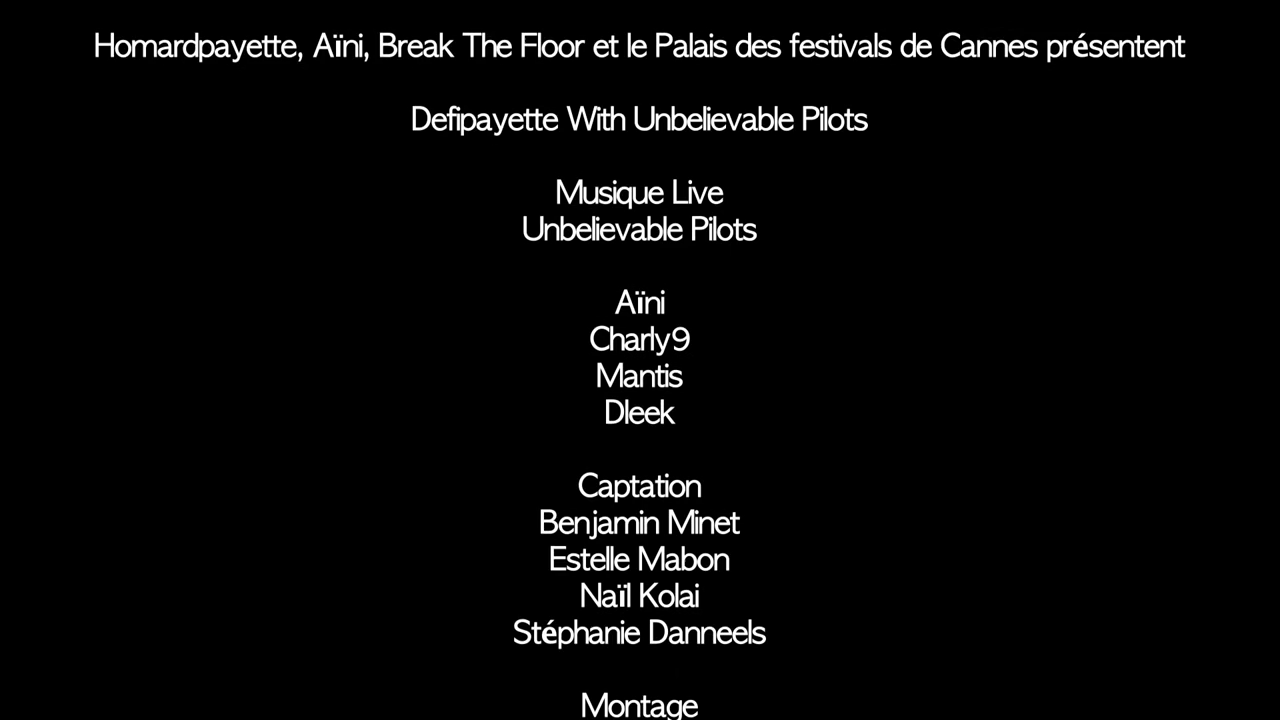 Homardpayette, Aïni, Break The Floor et le Palais des festivals de Cannes présentent
Defipayette With Unbelievable Pilots
Musique Live
Unbelievable Pilots
Aïni
Charly9
Mantis
Dleek
Captation
Benjamin Minet
Estelle Mabon
Naïl Kolai
Stéphanie Danneels
Montage